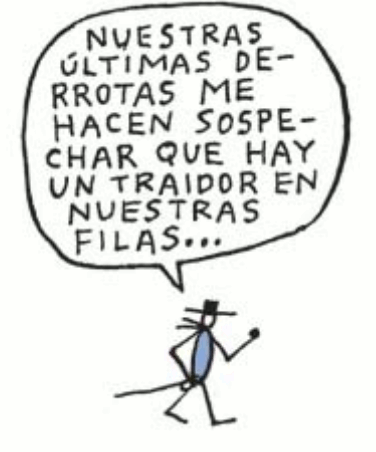 NUESTRAS
ÚLTIMAS DE-
RROTAS ME
HACEN SOSPE-
CHAR QUE HAY
UN TRAIDOR EN
NUESTRAS
FILAS...